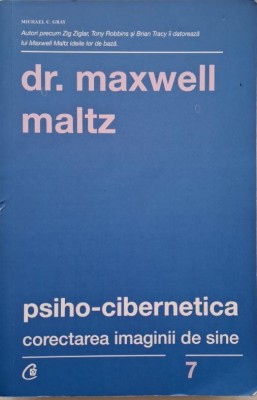 MICHAEL C. GRAY
Autori precum Zig Ziglar, Tony Robbins și Brian Tracy îi datorează
lui Maxwell Maltz ideile lor de bază.
dr. maxwell
maltz
psiho-cibernetica
corectarea imaginii de sine
7